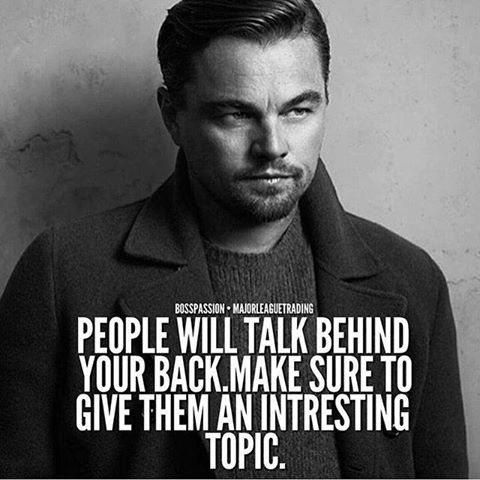 BOSSPASSION • MAJORLEAGUETRADING
PEOPLE WILL TALK BEHIND
YOUR BACK.MAKE SURE TO
GIVE THEM AN INTRESTING
TOPIC.